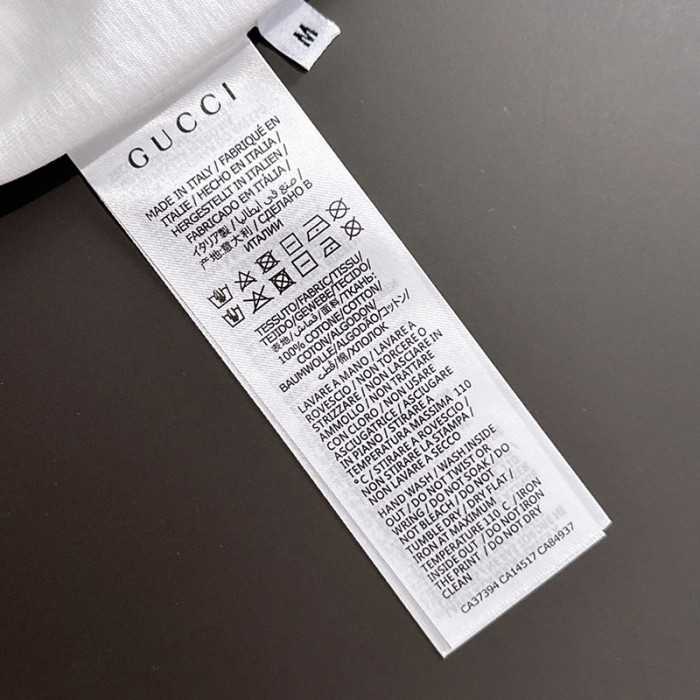 M
GUCCI
MADE IN ITALY / FABRIQUÉ EN
ITALIE / HECHO EN ITALIA /
HERGESTELLT IN ITALIEN /
FABRICADO EM ITÁLIA /
イタリア製 / صنع في ايطاليا /
产地:意大利 / СДЕЛАНО В
ИТАЛИИ
TESSUTO/FABRIC/TISSU/
TEJIDO/GEWEBE/TECIDO/
表地/قماش/面料/ТКАНЬ:
100% COTONE/COTTON/
COTON/ALGODON/
BAUMWOLLE/ALGODÃO/コットン/
قطن/棉/ХЛОПОК
LAVARE A MANO / LAVARE A
ROVESCIO / NON TORCERE O
STRIZZARE / NON LASCIARE IN
AMMOLLO / NON TRATTARE
CON CLORO / NON USARE
ASCIUGATRICE / ASCIUGARE
IN PIANO / STIRARE A
TEMPERATURA MASSIMA 110
°C / STIRARE A ROVESCIO /
NON STIRARE LA STAMPA /
NON LAVARE A SECCO
HAND WASH / WASH INSIDE
OUT / DO NOT TWIST OR
WRING / DO NOT SOAK / DO
NOT BLEACH / DO NOT
TUMBLE DRY / DRY FLAT /
IRON AT MAXIMUM
TEMPERATURE 110 C / IRON
INSIDE OUT / DO NOT IRON
THE PRINT / DO NOT DRY
CLEAN
CA37394 CA14517 CA84937